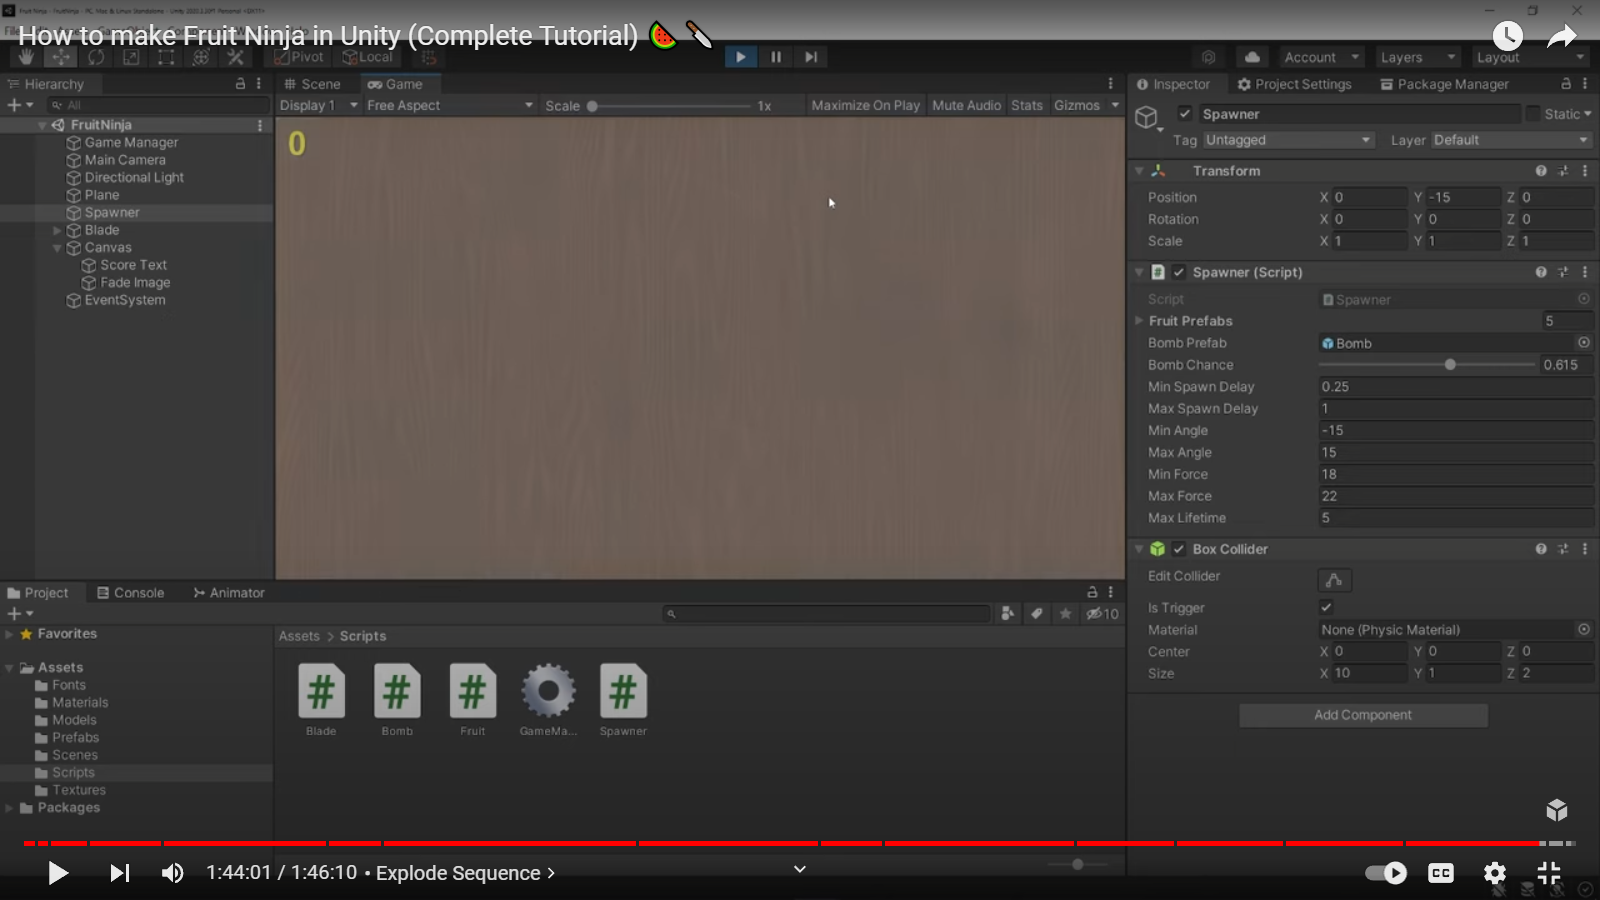 How to make Fruit Ninja in Unity (Complete Tutorial)
Pivot
Local
Account
Layers
Layout
Hierarchy
Scene
Game
Inspector
Project Settings
Package Manager
All
Display 1
Free Aspect
Scale
1x
Maximize On Play
Mute Audio
Stats
Gizmos
Spawner
Static
Tag Untagged
Layer Default
FruitNinja
Game Manager
Main Camera
Directional Light
Plane
Spawner
Blade
Canvas
Score Text
Fade Image
EventSystem
0
Transform
Position X 0 Y -15 Z 0
Rotation X 0 Y 0 Z 0
Scale X 1 Y 1 Z 1
Spawner (Script)
Script Spawner
Fruit Prefabs 5
Bomb Prefab Bomb
Bomb Chance 0.615
Min Spawn Delay 0.25
Max Spawn Delay 1
Min Angle -15
Max Angle 15
Min Force 18
Max Force 22
Max Lifetime 5
Box Collider
Edit Collider
Is Trigger
Material None (Physic Material)
Center X 0 Y 0 Z 0
Size X 10 Y 1 Z 2
Add Component
Project
Console
Animator
10
Favorites
Assets
Fonts
Materials
Models
Prefabs
Scenes
Scripts
Textures
Packages
Assets > Scripts
Blade
Bomb
Fruit
GameMa...
Spawner
1:44:01 / 1:46:10 • Explode Sequence
CC